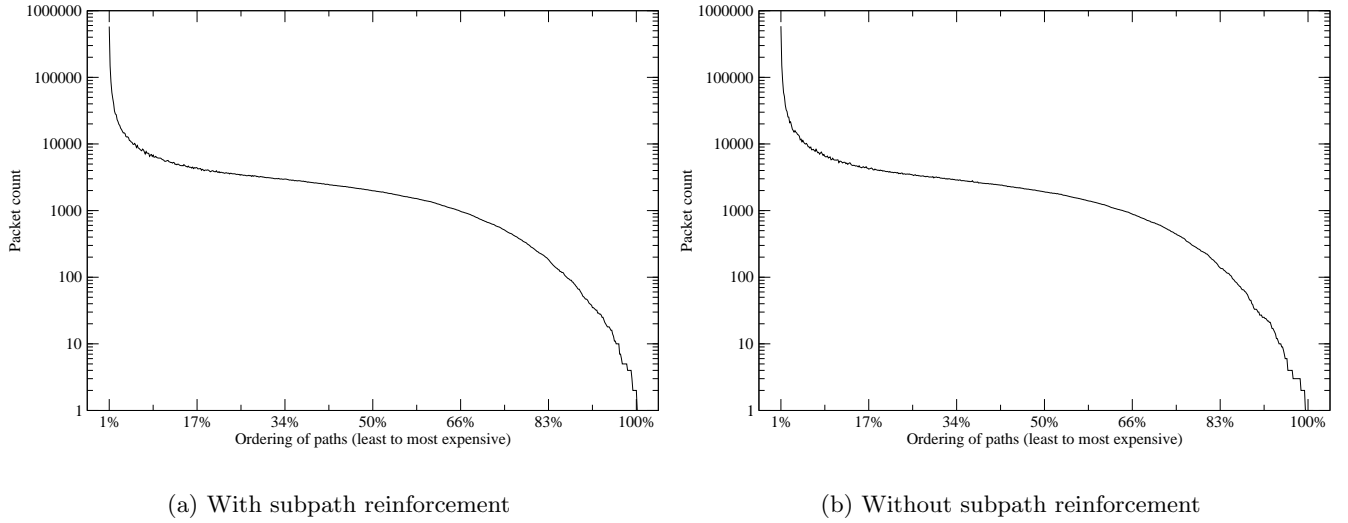 1000000
100000
10000
1000
100
10
1
Packet count
1% 17% 34% 50% 66% 83% 100%
Ordering of paths (least to most expensive)
(a) With subpath reinforcement
1000000
100000
10000
1000
100
10
1
Packet count
1% 17% 34% 50% 66% 83% 100%
Ordering of paths (least to most expensive)
(b) Without subpath reinforcement